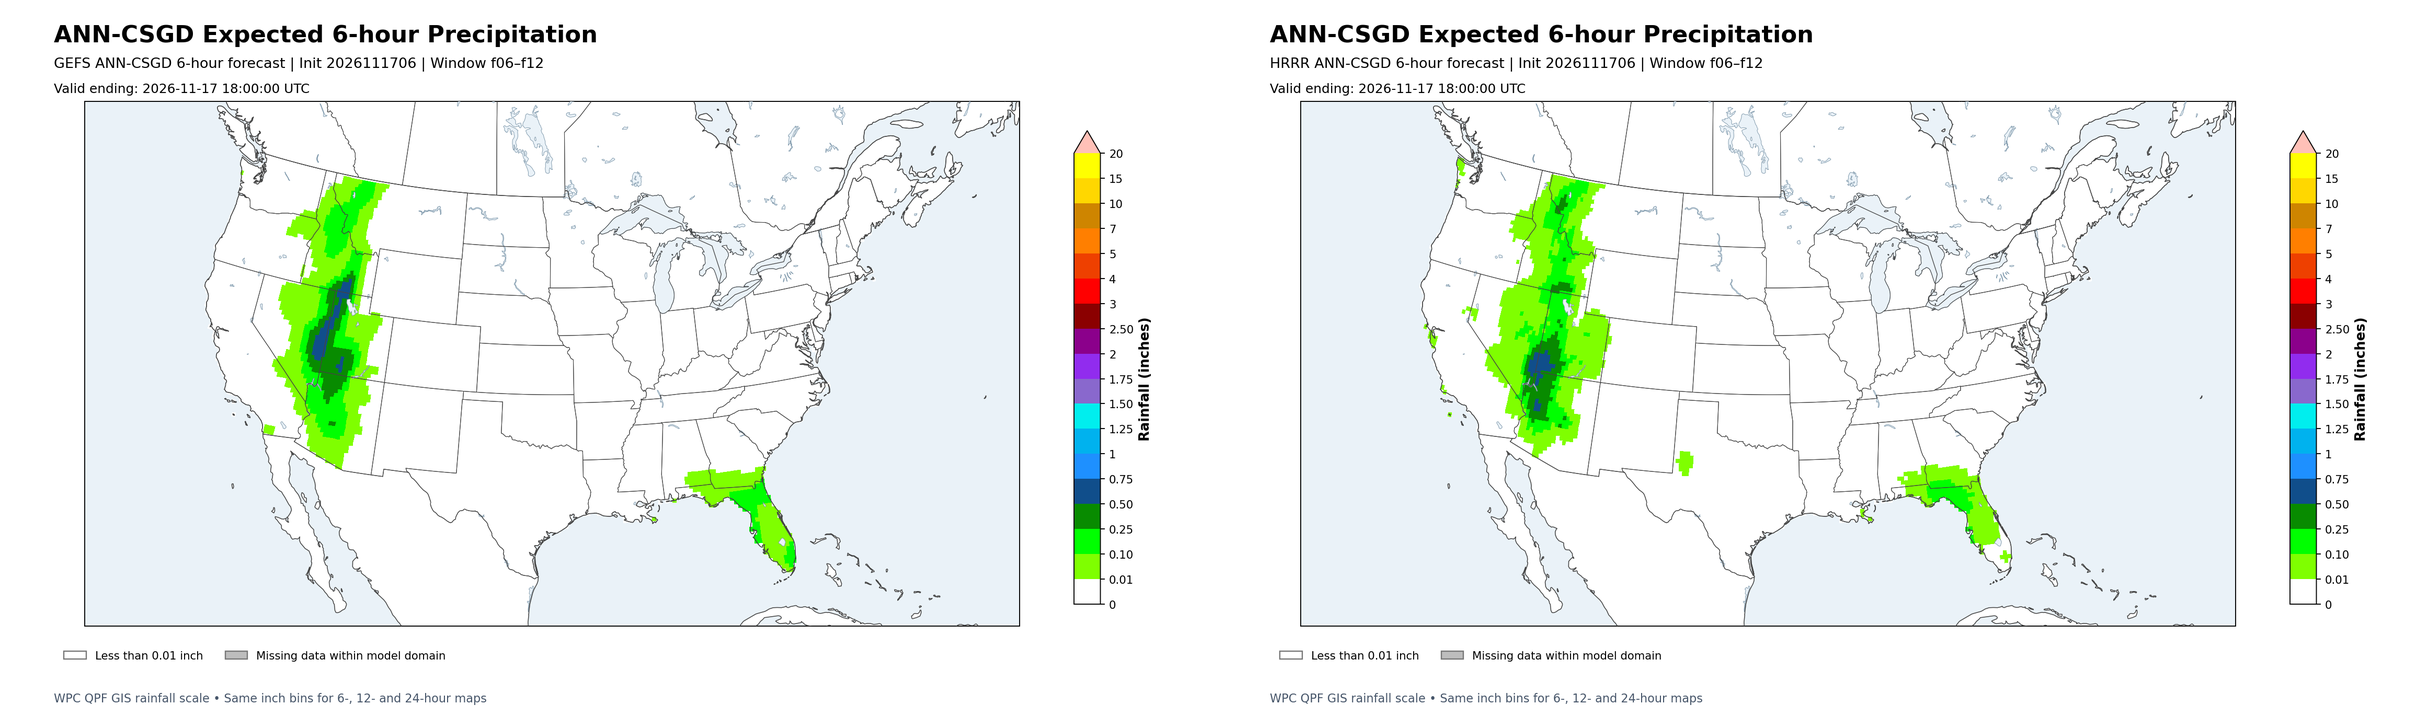 ANN-CSGD Expected 6-hour Precipitation
GEFS ANN-CSGD 6-hour forecast | Init 2026111706 | Window f06–f12
Valid ending: 2026-11-17 18:00:00 UTC
20
15
10
7
5
4
3
2.50
2
1.75
1.50
1.25
1
0.75
0.50
0.25
0.10
0.01
0
Rainfall (inches)
Less than 0.01 inch
Missing data within model domain
WPC QPF GIS rainfall scale • Same inch bins for 6-, 12- and 24-hour maps
ANN-CSGD Expected 6-hour Precipitation
HRRR ANN-CSGD 6-hour forecast | Init 2026111706 | Window f06–f12
Valid ending: 2026-11-17 18:00:00 UTC
20
15
10
7
5
4
3
2.50
2
1.75
1.50
1.25
1
0.75
0.50
0.25
0.10
0.01
0
Rainfall (inches)
Less than 0.01 inch
Missing data within model domain
WPC QPF GIS rainfall scale • Same inch bins for 6-, 12- and 24-hour maps